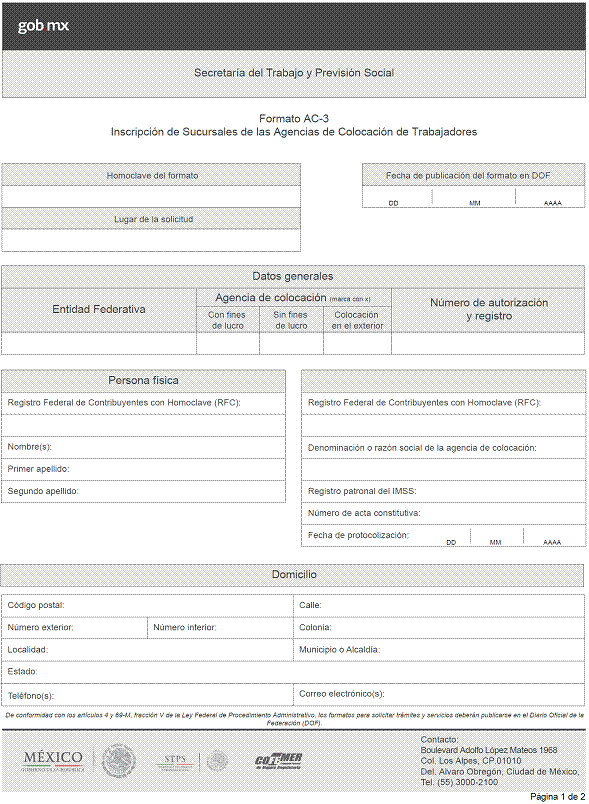 gob mx
Secretaría del Trabajo y Previsión Social
Formato AC-3
Inscripción de Sucursales de las Agencias de Colocación de Trabajadores
Homoclave del formato
Fecha de publicación del formato en DOF
DD MM AAAA
Lugar de la solicitud
Datos generales
Entidad Federativa
Agencia de colocación (marca con x)
Número de autorización
y registro
Con fines
de lucro
Sin fines
de lucro
Colocación
en el exterior
Persona física
Registro Federal de Contribuyentes con Homoclave (RFC):
Nombre(s):
Primer apellido:
Segundo apellido:
Registro Federal de Contribuyentes con Homoclave (RFC):
Denominación o razón social de la agencia de colocación:
Registro patronal del IMSS:
Número de acta constitutiva:
Fecha de protocolización:
DD MM AAAA
Domicilio
Código postal:
Calle:
Número exterior:
Número interior:
Colonia:
Localidad:
Municipio o Alcaldía:
Estado:
Teléfono(s):
Correo electrónico(s):
De conformidad con los artículos 4 y 69-M, fracción V de la Ley Federal de Procedimiento Administrativo, los formatos para solicitar trámites y servicios deberán publicarse en el Diario Oficial de la
Federación (DOF).
MÉXICO
GOBIERNO DE LA REPÚBLICA
STPS
Contacto:
Boulevard Adolfo López Mateos 1968
Col. Los Alpes, CP.01010
Del. Alvaro Obregón, Ciudad de México,
Tel. (55) 3000-2100
Página 1 de 2